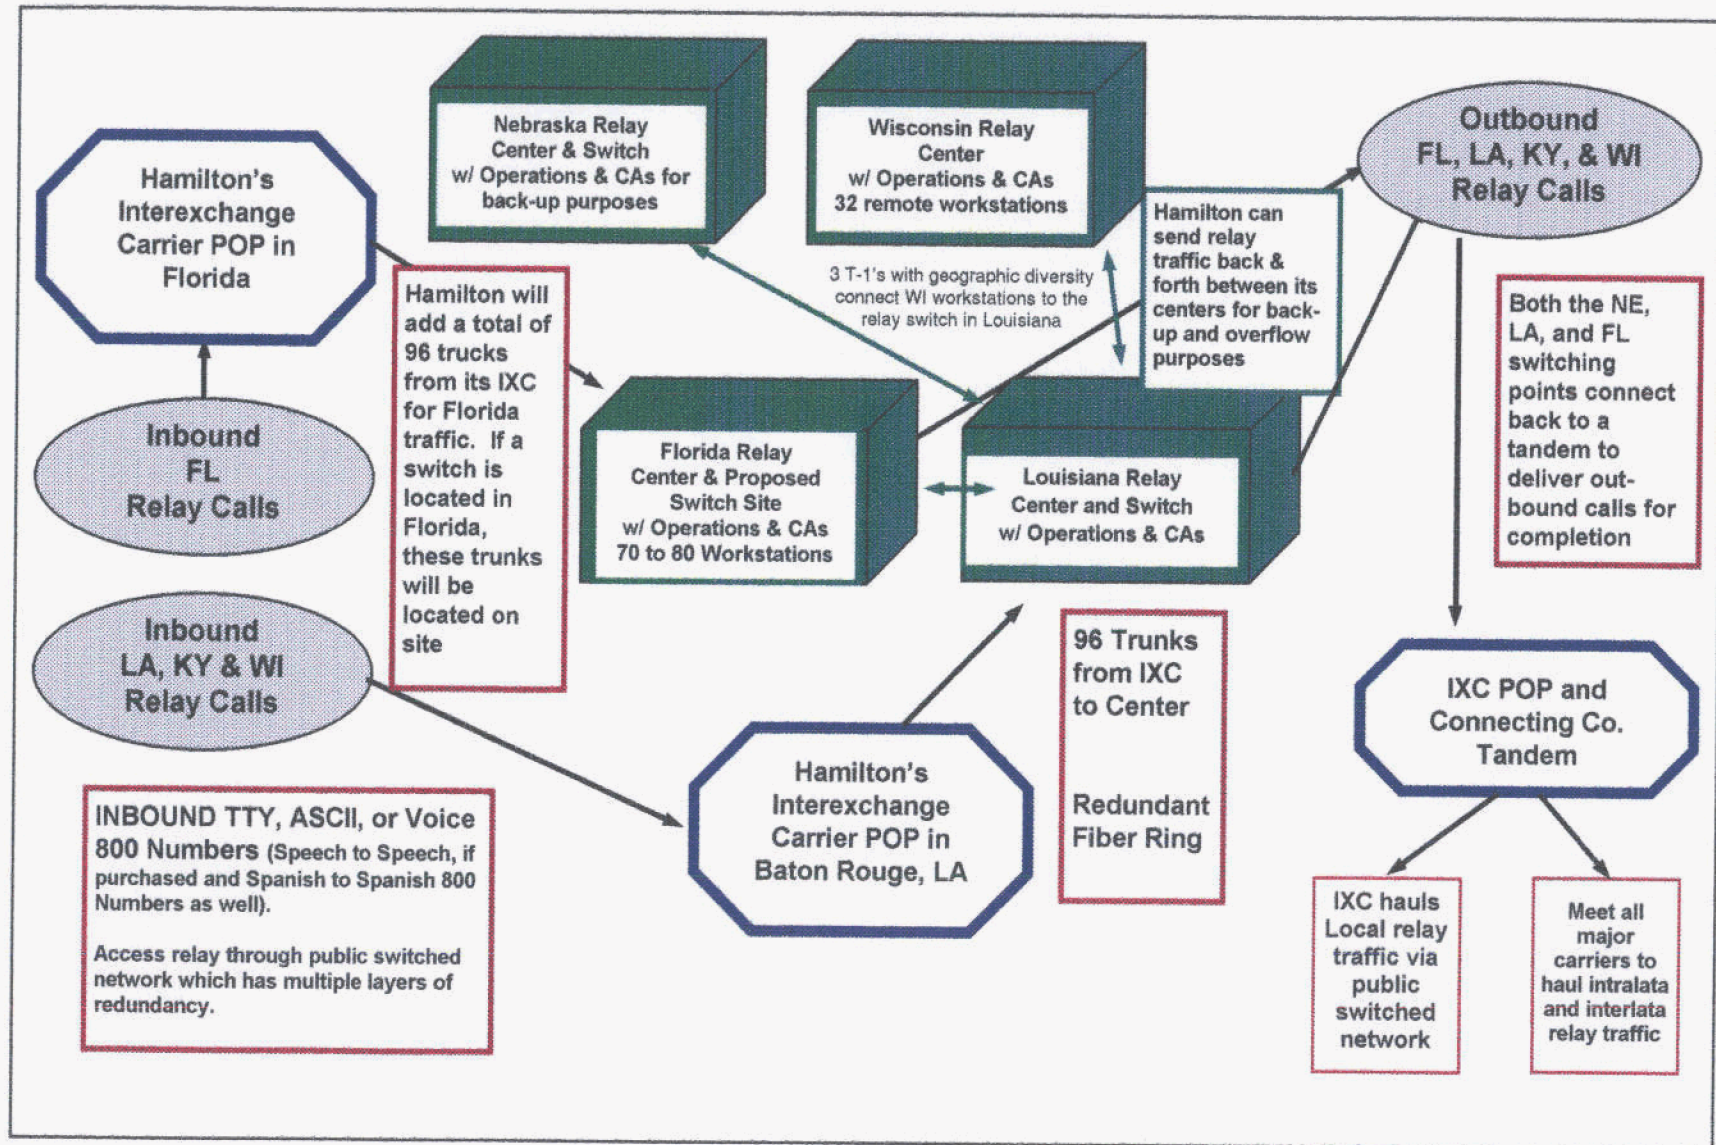 Nebraska Relay
Center & Switch
w/ Operations & CAs for
back-up purposes
Wisconsin Relay
Center
w/ Operations & CAs
32 remote workstations
Outbound
FL, LA, KY, & WI
Relay Calls
Hamilton's
Interexchange
Carrier POP in
Florida
Hamilton can
send relay
traffic back &
forth between its
centers for back-
up and overflow
purposes
3 T-1's with geographic diversity
connect WI workstations to the
relay switch in Louisiana
Hamilton will
add a total of
96 trucks
from its IXC
for Florida
traffic. If a
switch is
located in
Florida,
these trunks
will be
located on
site
Both the NE,
LA, and FL
switching
points connect
back to a
tandem to
deliver out-
bound calls for
completion
Inbound
FL
Relay Calls
Florida Relay
Center & Proposed
Switch Site
w/ Operations & CAs
70 to 80 Workstations
Louisiana Relay
Center and Switch
w/ Operations & CAs
Inbound
LA, KY & WI
Relay Calls
96 Trunks
from IXC
to Center
Redundant
Fiber Ring
IXC POP and
Connecting Co.
Tandem
Hamilton's
Interexchange
Carrier POP in
Baton Rouge, LA
INBOUND TTY, ASCII, or Voice
800 Numbers (Speech to Speech, if
purchased and Spanish to Spanish 800
Numbers as well).
Access relay through public switched
network which has multiple layers of
redundancy.
IXC hauls
Local relay
traffic via
public
switched
network
Meet all
major
carriers to
haul intralata
and interlata
relay traffic